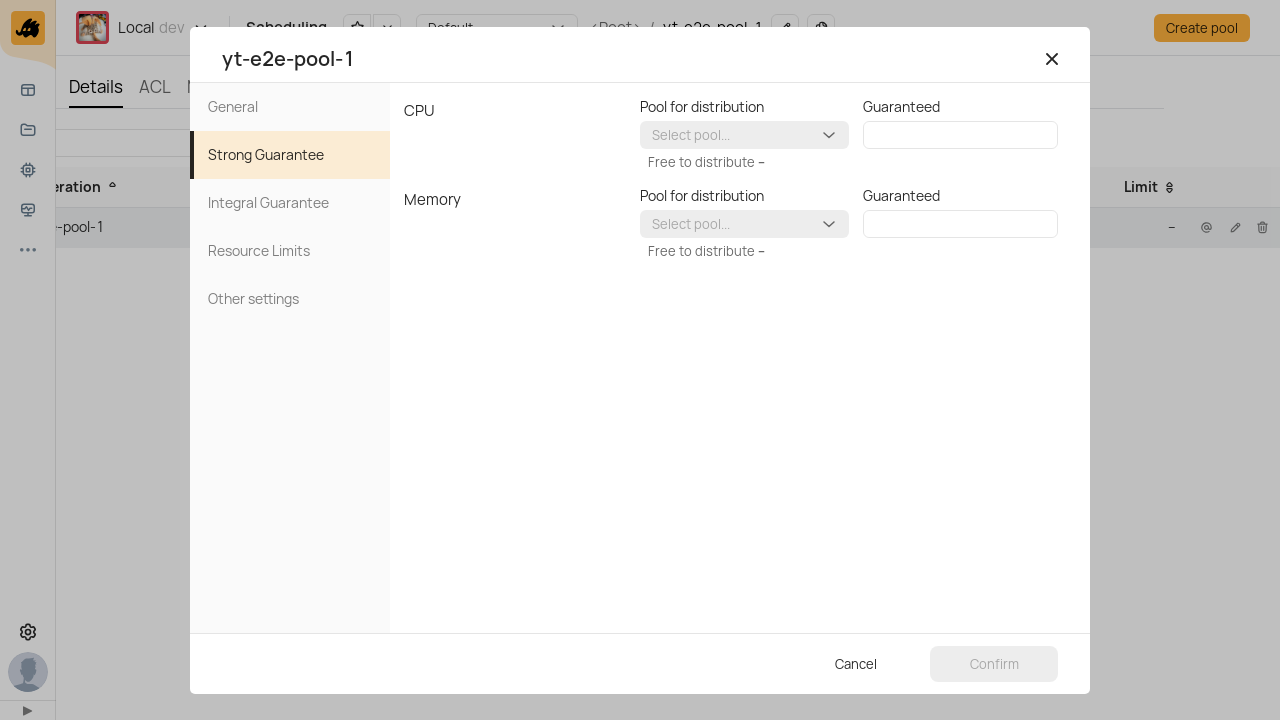 Local dev
Scheduling
Default
<Root> / yt-e2e-pool-1
Create pool
Details
ACL
yt-e2e-pool-1
General
Strong Guarantee
Integral Guarantee
Resource Limits
Other settings
CPU
Pool for distribution
Guaranteed
Select pool...
Free to distribute –
Memory
Pool for distribution
Guaranteed
Select pool...
Free to distribute –
eration
Limit
-pool-1
–
Cancel
Confirm